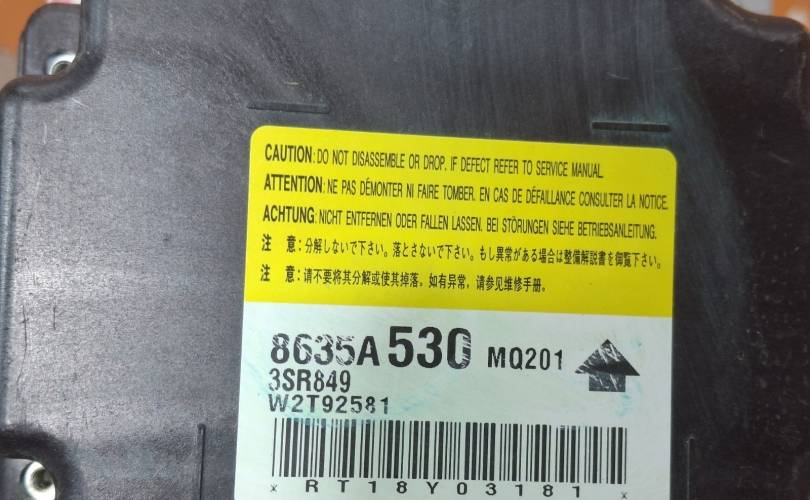 CAUTION: DO NOT DISASSEMBLE OR DROP. IF DEFECT REFER TO SERVICE MANUAL.
ATTENTION: NE PAS DÉMONTER NI FAIRE TOMBER. EN CAS DE DÉFAILLANCE CONSULTER LA NOTICE.
ACHTUNG: NICHT ENTFERNEN ODER FALLEN LASSEN. BEI STÖRUNGEN SIEHE BETRIEBSANLEITUNG.
注 意:分解しないで下さい。落とさないで下さい。もし異常がある場合は整備解説書を御覧下さい。
注 意:请不要将其分解或使其掉落。如有异常，请参见维修手册。
8635A530 MQ201
3SR849
W2T92581
* RT18Y03181 *